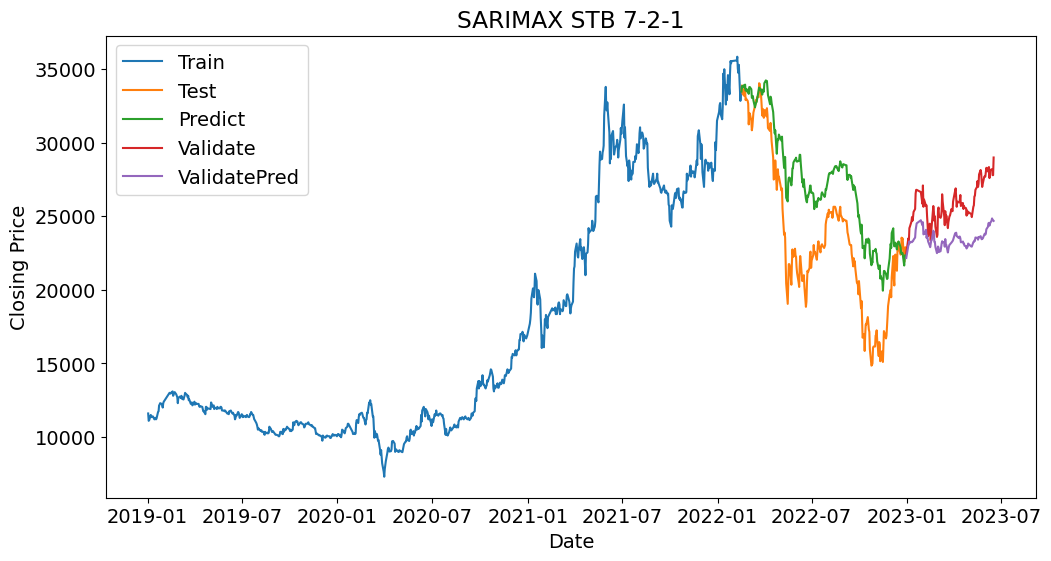 SARIMAX STB 7-2-1
Train
Test
Predict
Validate
ValidatePred
35000
30000
25000
20000
15000
10000
Closing Price
2019-01 2019-07 2020-01 2020-07 2021-01 2021-07 2022-01 2022-07 2023-01 2023-07
Date